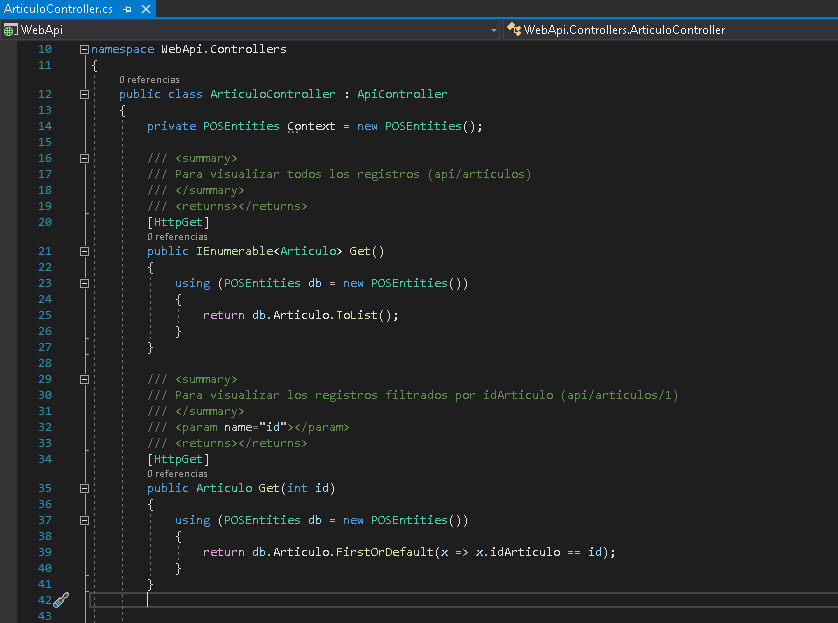 ArticuloController.cs
WebApi WebApi.Controllers.ArticuloController
10 namespace WebApi.Controllers
11 {
0 referencias
12 public class ArticuloController : ApiController
13 {
14 private POSEntities Context = new POSEntities();
15
16 /// <summary>
17 /// Para visualizar todos los registros (api/articulos)
18 /// </summary>
19 /// <returns></returns>
20 [HttpGet]
0 referencias
21 public IEnumerable<Articulo> Get()
22 {
23 using (POSEntities db = new POSEntities())
24 {
25 return db.Articulo.ToList();
26 }
27 }
28
29 /// <summary>
30 /// Para visualizar los registros filtrados por idArticulo (api/articulos/1)
31 /// </summary>
32 /// <param name="id"></param>
33 /// <returns></returns>
34 [HttpGet]
0 referencias
35 public Articulo Get(int id)
36 {
37 using (POSEntities db = new POSEntities())
38 {
39 return db.Articulo.FirstOrDefault(x => x.idArticulo == id);
40 }
41 }
42
43